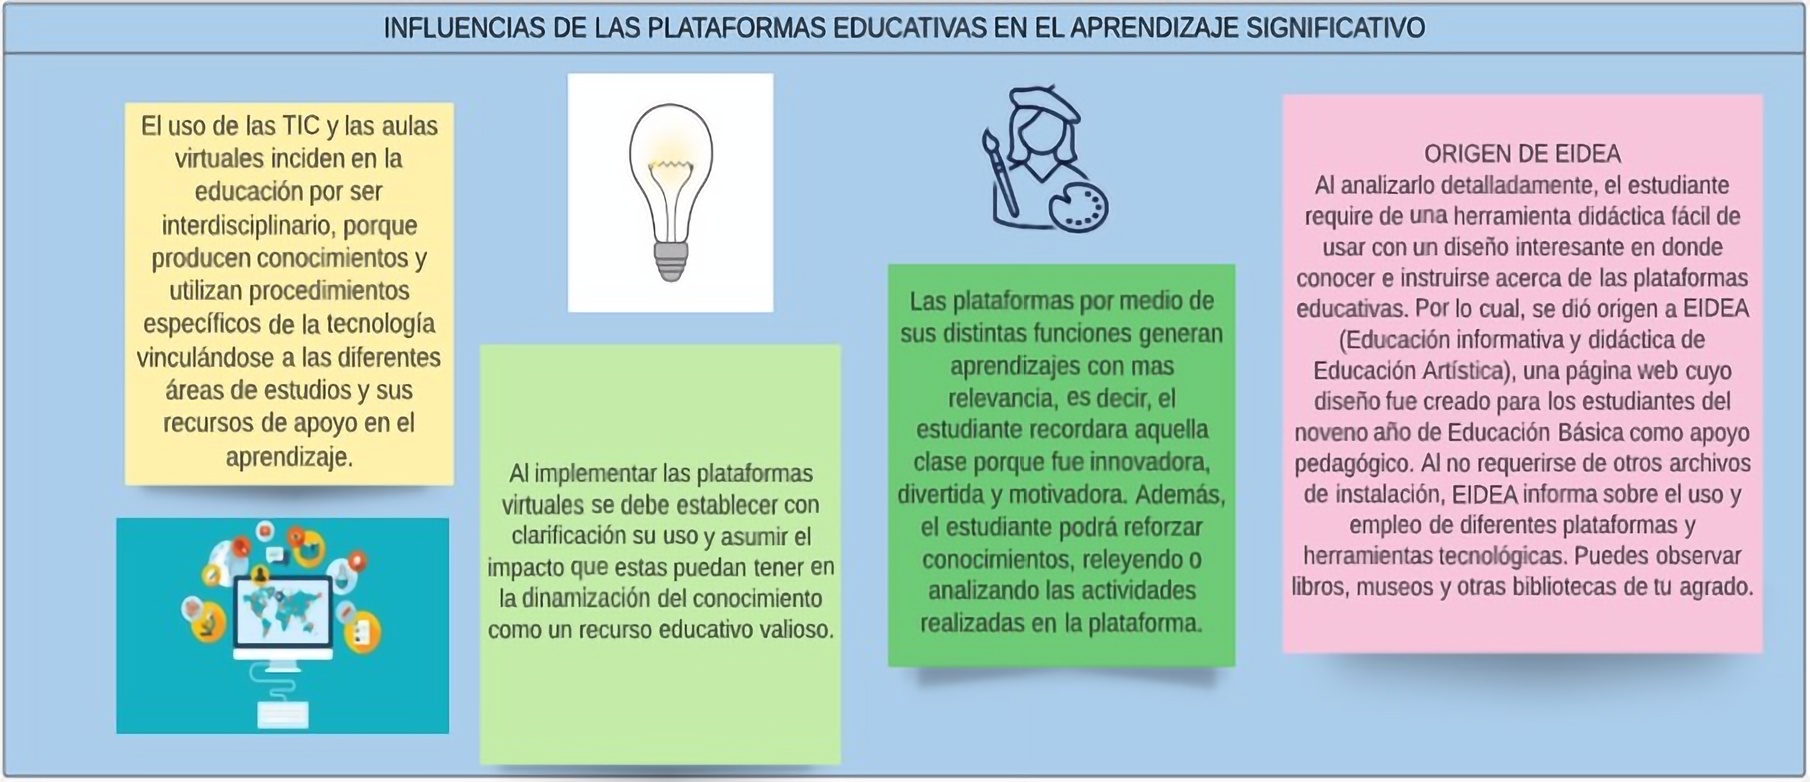 INFLUENCIAS DE LAS PLATAFORMAS EDUCATIVAS EN EL APRENDIZAJE SIGNIFICATIVO
El uso de las TIC y las aulas
virtuales inciden en la
educación por ser
interdisciplinario, porque
producen conocimientos y
utilizan procedimientos
específicos de la tecnología
vinculándose a las diferentes
áreas de estudios y sus
recursos de apoyo en el
aprendizaje.
Al implementar las plataformas
virtuales se debe establecer con
clarificación su uso y asumir el
impacto que estas puedan tener en
la dinamización del conocimiento
como un recurso educativo valioso.
Las plataformas por medio de
sus distintas funciones generan
aprendizajes con mas
relevancia, es decir, el
estudiante recordara aquella
clase porque fue innovadora,
divertida y motivadora. Además,
el estudiante podrá reforzar
conocimientos, releyendo o
analizando las actividades
realizadas en la plataforma.
ORIGEN DE EIDEA
Al analizarlo detalladamente, el estudiante
require de una herramienta didáctica fácil de
usar con un diseño interesante en donde
conocer e instruirse acerca de las plataformas
educativas. Por lo cual, se dió origen a EIDEA
(Educación informativa y didáctica de
Educación Artística), una página web cuyo
diseño fue creado para los estudiantes del
noveno año de Educación Básica como apoyo
pedagógico. Al no requerirse de otros archivos
de instalación, EIDEA informa sobre el uso y
empleo de diferentes plataformas y
herramientas tecnológicas. Puedes observar
libros, museos y otras bibliotecas de tu agrado.